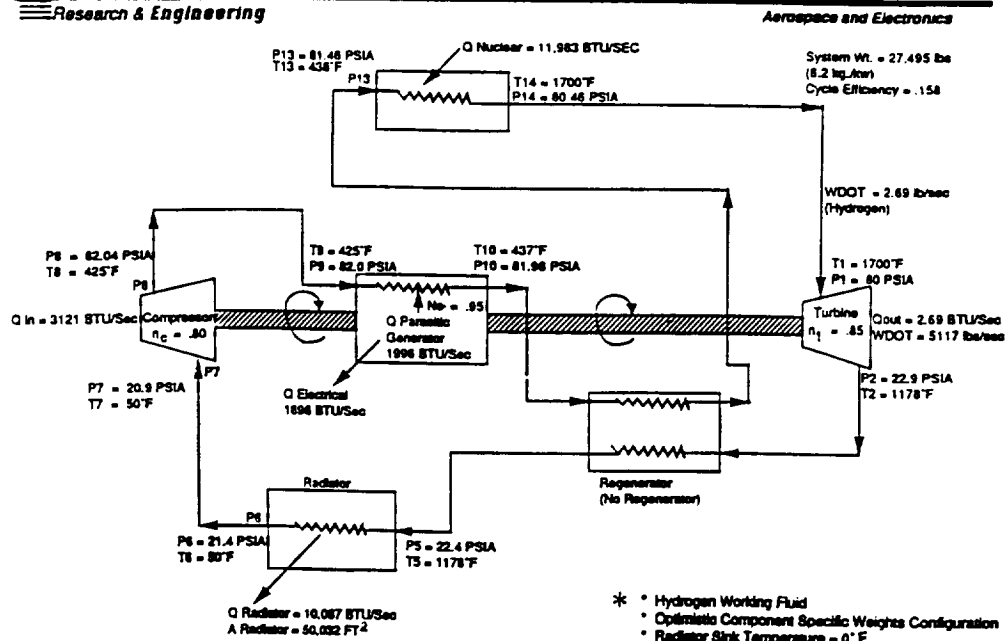 Research & Engineering
Aerospace and Electronics
P13 = 81.46 PSIA
T13 = 438°F
P13
Q Nuclear = 11,983 BTU/SEC
T14 = 1700°F
P14 = 80.46 PSIA
System Wt. = 27,495 lbs
(8.2 kg./kw)
Cycle Efficiency = .158
WDOT = 2.69 lb/sec
(Hydrogen)
P8 = 82.04 PSIA
T8 = 425°F
P8
T9 = 425°F
P9 = 82.0 PSIA
T10 = 437°F
P10 = 81.96 PSIA
T1 = 1700°F
P1 = 80 PSIA
Q in = 3121 BTU/Sec
Compressor
nc = .80
= .95
Q Parasitic
Generator
1996 BTU/Sec
Turbine
nt = .85
Qout = 2.69 BTU/Sec
WDOT = 5117 lbs/sec
P7
P7 = 20.9 PSIA
T7 = 50°F
Q Electrical
1896 BTU/Sec
P2 = 22.9 PSIA
T2 = 1178°F
Regenerator
(No Regenerator)
Radiator
P6
P6 = 21.4 PSIA
P5 = 22.4 PSIA
T5 = 1178°F
Q Radiator = 10,087 BTU/Sec
A Radiator = 50,032 FT²
* • Hydrogen Working Fluid
• Optimistic Component Specific Weights Configuration
• Radiator Sink Temperature = 0°F